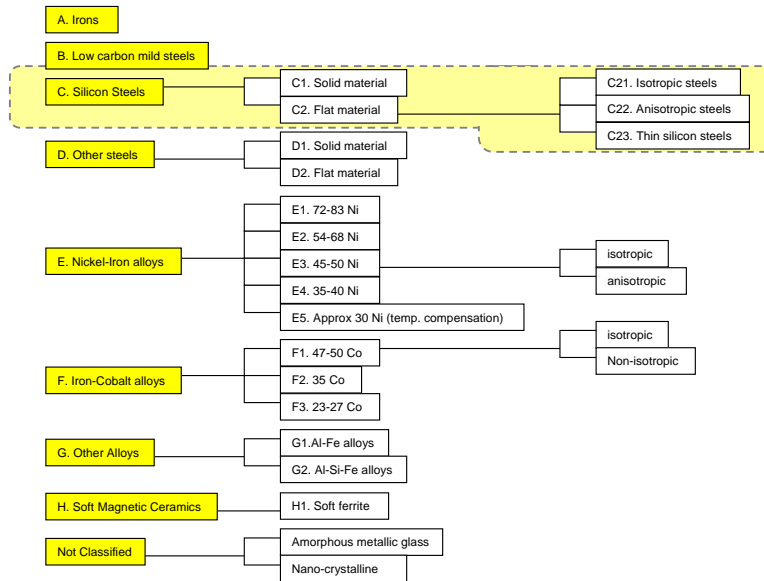 A. Irons
B. Low carbon mild steels
C. Silicon Steels
C1. Solid material
C2. Flat material
C21. Isotropic steels
C22. Anisotropic steels
C23. Thin silicon steels
D. Other steels
D1. Solid material
D2. Flat material
E. Nickel-Iron alloys
E1. 72-83 Ni
E2. 54-68 Ni
E3. 45-50 Ni
E4. 35-40 Ni
E5. Approx 30 Ni (temp. compensation)
isotropic
anisotropic
F. Iron-Cobalt alloys
F1. 47-50 Co
F2. 35 Co
F3. 23-27 Co
isotropic
Non-isotropic
G. Other Alloys
G1.Al-Fe alloys
G2. Al-Si-Fe alloys
H. Soft Magnetic Ceramics
H1. Soft ferrite
Not Classified
Amorphous metallic glass
Nano-crystalline